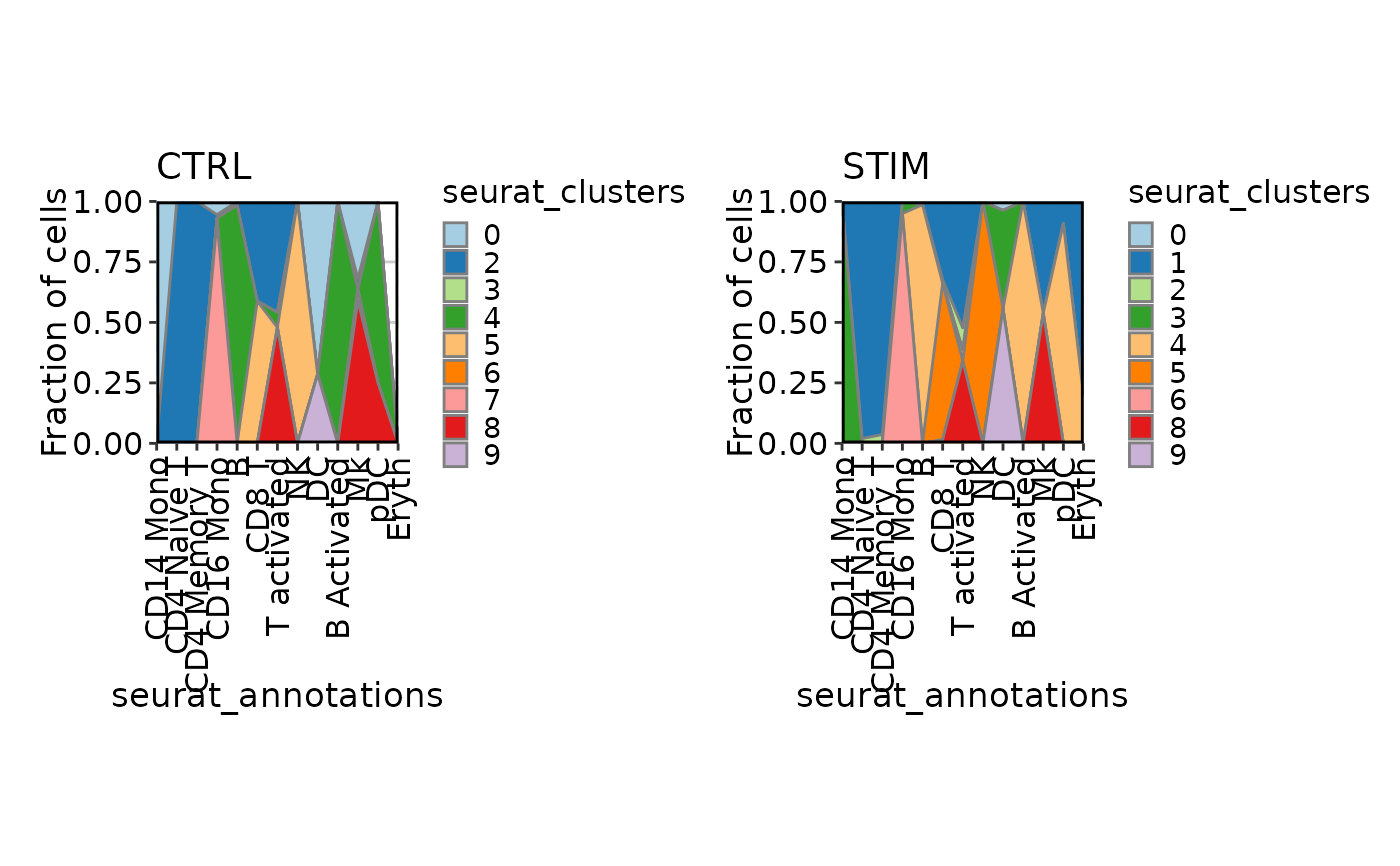 CTRL
Fraction of cells
1.00
0.75
0.50
0.25
0.00
CD14 Mono
CD4 Naive T
CD4 Memory T
CD16 Mono
B
CD8 T
T activated
NK
DC
B Activated
Mk
pDC
Eryth
seurat_annotations
seurat_clusters
0
2
3
4
5
6
7
8
9
STIM
Fraction of cells
1.00
0.75
0.50
0.25
0.00
CD14 Mono
CD4 Naive T
CD4 Memory T
CD16 Mono
B
CD8 T
T activated
NK
DC
B Activated
Mk
pDC
Eryth
seurat_annotations
seurat_clusters
0
1
2
3
4
5
6
8
9